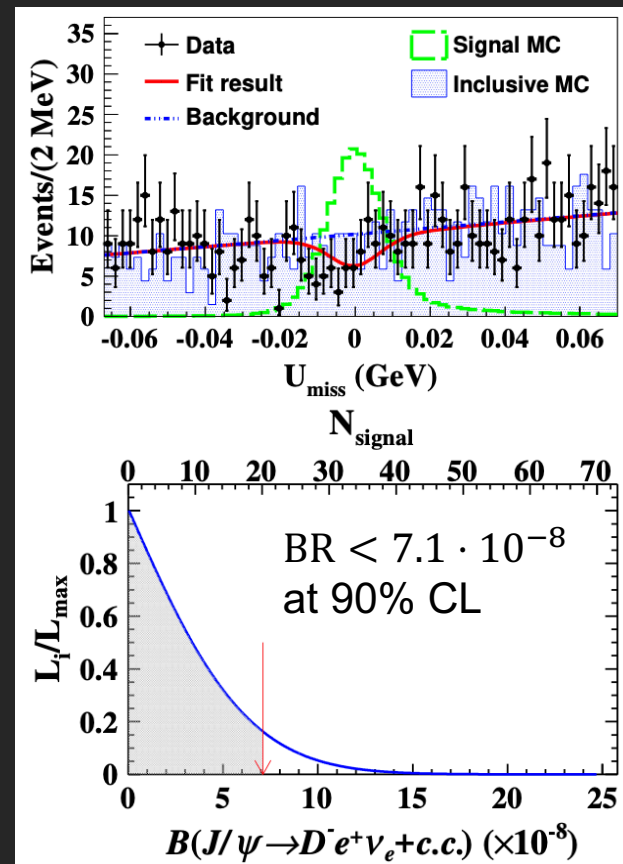 Data
Signal MC
Fit result
Inclusive MC
Background
Events/(2 MeV)
35
30
25
20
15
10
5
0
-0.06 -0.04 -0.02 0 0.02 0.04 0.06
U_miss (GeV)
N_signal
0 10 20 30 40 50 60 70
BR < 7.1 · 10⁻⁸
at 90% CL
L_i/L_max
1
0.8
0.6
0.4
0.2
0
0 5 10 15 20 25
B(J/ψ→D⁻e⁺ν_e+c.c.) (×10⁻⁸)